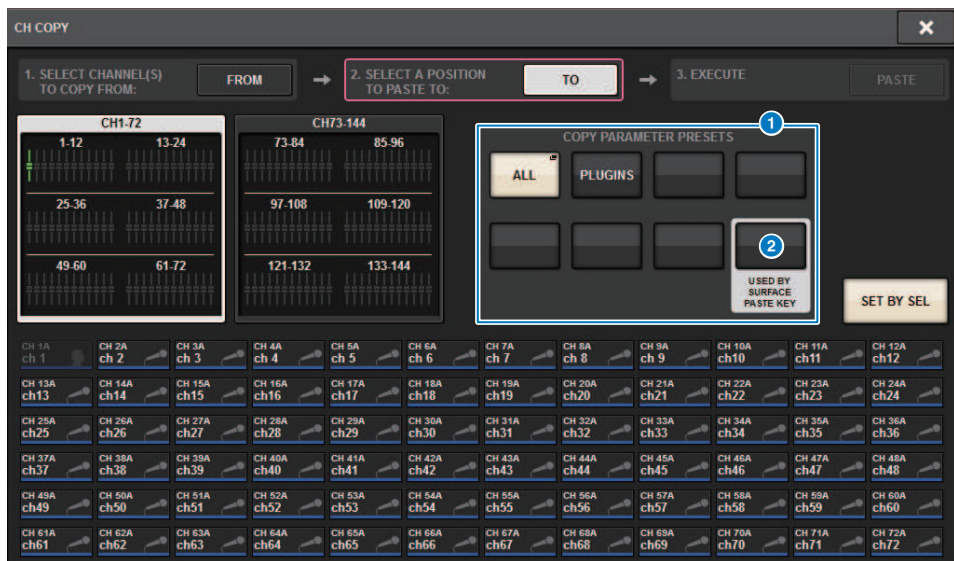 CH COPY
1. SELECT CHANNEL(S)
TO COPY FROM:
FROM
2. SELECT A POSITION
TO PASTE TO:
TO
3. EXECUTE
PASTE
CH1-72
1-12 13-24
25-36 37-48
49-60 61-72
CH73-144
73-84 85-96
97-108 109-120
121-132 133-144
1
COPY PARAMETER PRESETS
ALL PLUGINS
2
USED BY
SURFACE
PASTE KEY
SET BY SEL
CH 1A CH 2A CH 3A CH 4A CH 5A CH 6A CH 7A CH 8A CH 9A CH 10A CH 11A CH 12A
ch 1 ch 2 ch 3 ch 4 ch 5 ch 6 ch 7 ch 8 ch 9 ch10 ch11 ch12
CH 13A CH 14A CH 15A CH 16A CH 17A CH 18A CH 19A CH 20A CH 21A CH 22A CH 23A CH 24A
ch13 ch14 ch15 ch16 ch17 ch18 ch19 ch20 ch21 ch22 ch23 ch24
CH 25A CH 26A CH 27A CH 28A CH 29A CH 30A CH 31A CH 32A CH 33A CH 34A CH 35A CH 36A
ch25 ch26 ch27 ch28 ch29 ch30 ch31 ch32 ch33 ch34 ch35 ch36
CH 37A CH 38A CH 39A CH 40A CH 41A CH 42A CH 43A CH 44A CH 45A CH 46A CH 47A CH 48A
ch37 ch38 ch39 ch40 ch41 ch42 ch43 ch44 ch45 ch46 ch47 ch48
CH 49A CH 50A CH 51A CH 52A CH 53A CH 54A CH 55A CH 56A CH 57A CH 58A CH 59A CH 60A
ch49 ch50 ch51 ch52 ch53 ch54 ch55 ch56 ch57 ch58 ch59 ch60
CH 61A CH 62A CH 63A CH 64A CH 65A CH 66A CH 67A CH 68A CH 69A CH 70A CH 71A CH 72A
ch61 ch62 ch63 ch64 ch65 ch66 ch67 ch68 ch69 ch70 ch71 ch72